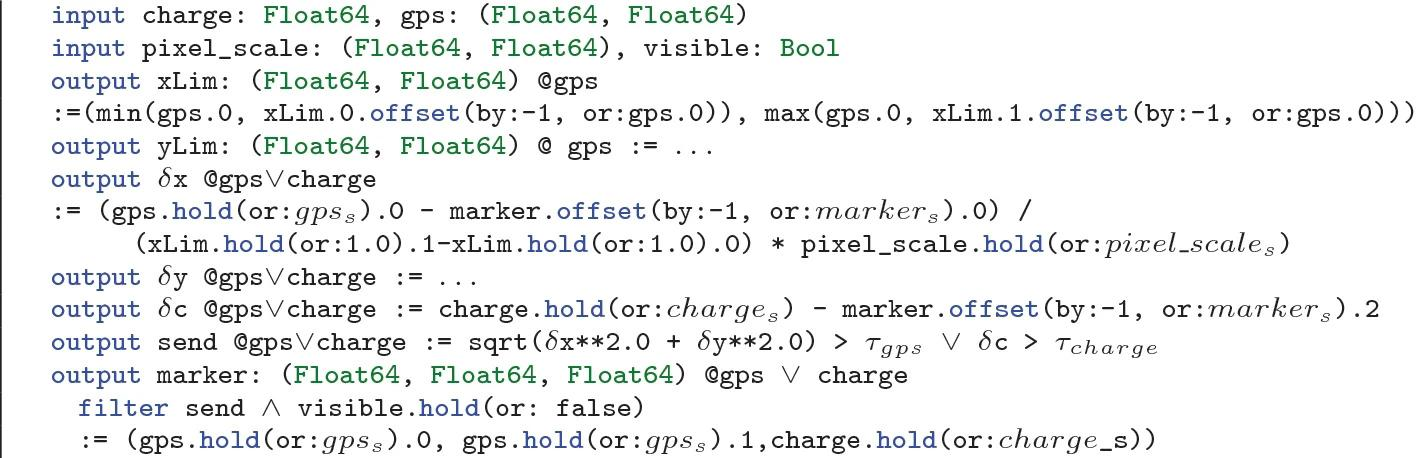 input charge: Float64, gps: (Float64, Float64)
input pixel_scale: (Float64, Float64), visible: Bool
output xLim: (Float64, Float64) @gps
:=(min(gps.0, xLim.0.offset(by:-1, or:gps.0)), max(gps.0, xLim.1.offset(by:-1, or:gps.0)))
output yLim: (Float64, Float64) @ gps := ...
output δx @gps∨charge
:= (gps.hold(or:gps_s).0 - marker.offset(by:-1, or:marker_s).0) /
(xLim.hold(or:1.0).1-xLim.hold(or:1.0).0) * pixel_scale.hold(or:pixel_scale_s)
output δy @gps∨charge := ...
output δc @gps∨charge := charge.hold(or:charge_s) - marker.offset(by:-1, or:marker_s).2
output send @gps∨charge := sqrt(δx**2.0 + δy**2.0) > τ_gps ∨ δc > τ_charge
output marker: (Float64, Float64, Float64) @gps ∨ charge
filter send ∧ visible.hold(or: false)
:= (gps.hold(or:gps_s).0, gps.hold(or:gps_s).1,charge.hold(or:charge_s))